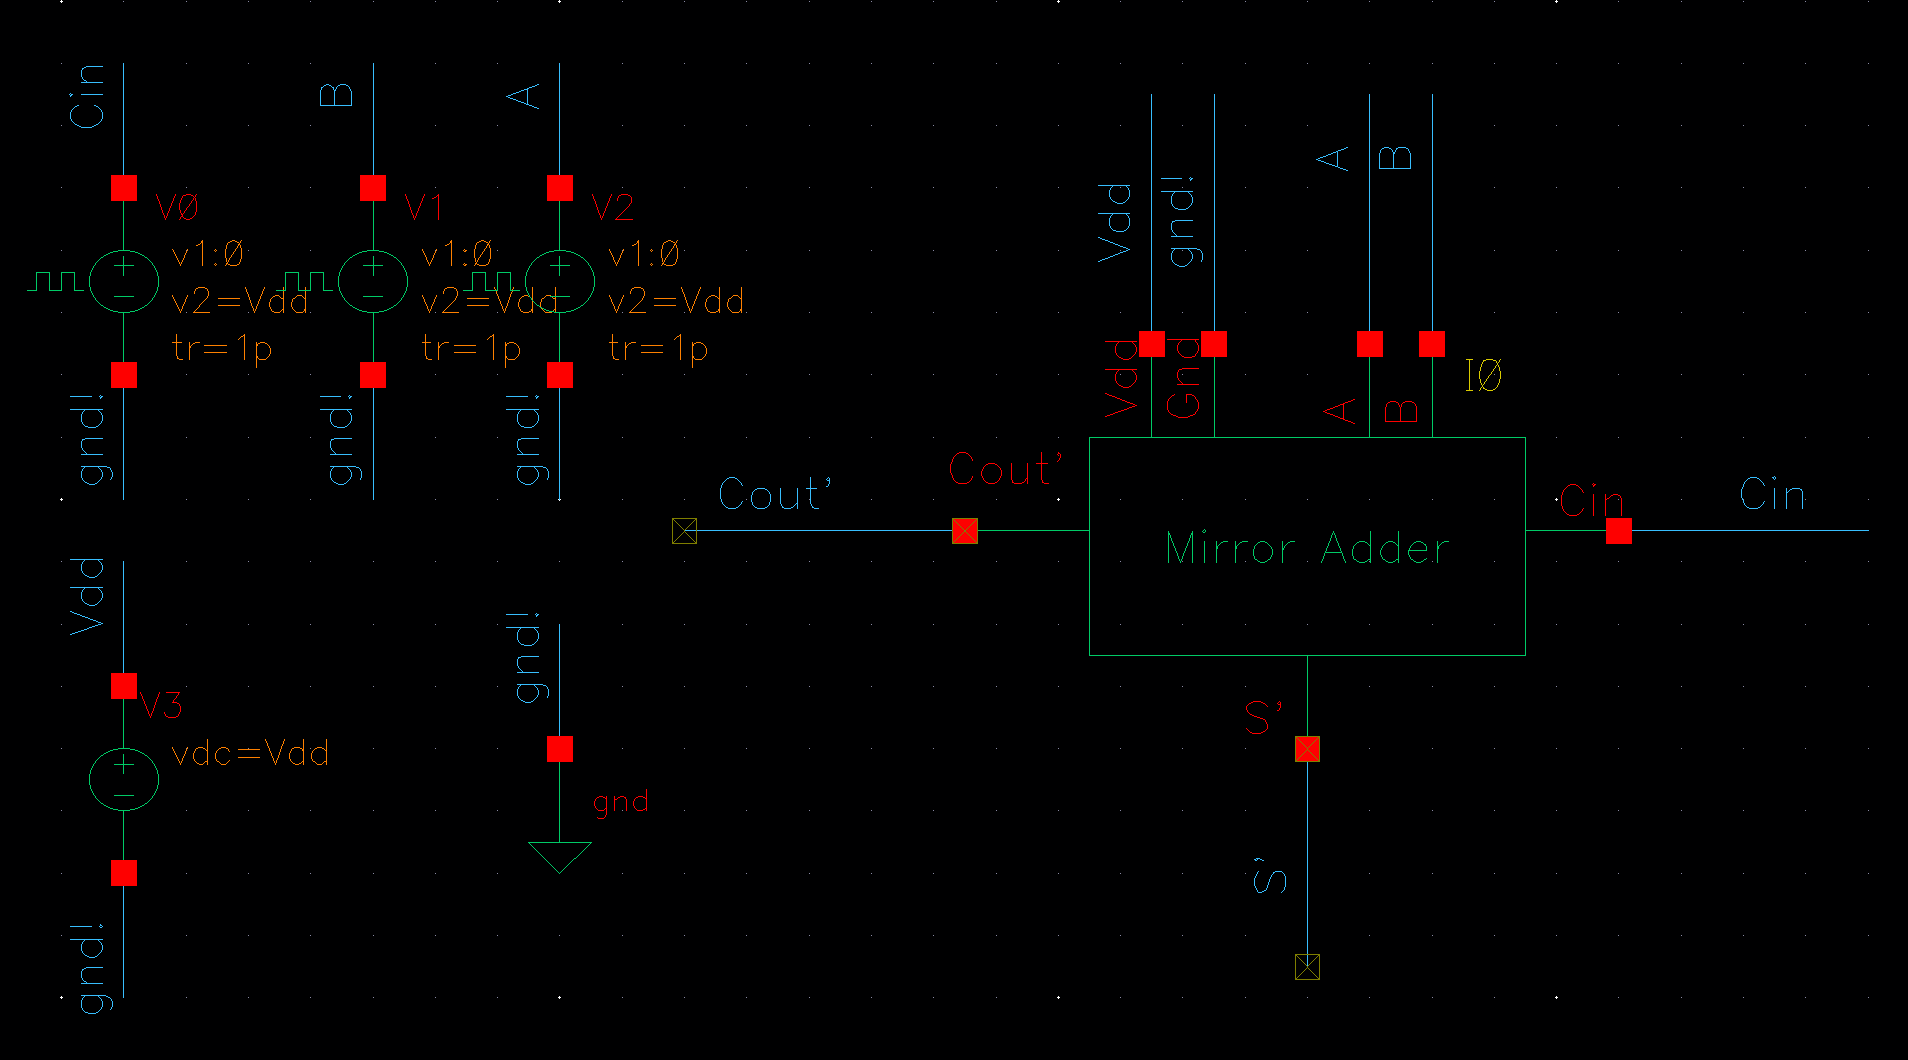 Cin
B
A
V0
v1:0
v2=Vdd
tr=1p
gnd!
V1
v1:0
v2=Vdd
tr=1p
gnd!
V2
v1:0
v2=Vdd
tr=1p
gnd!
Vdd
V3
vdc=Vdd
gnd!
gnd!
gnd
Vdd
gnd!
A
B
Vdd
Gnd
A
B
I0
Cout'
Cout'
Mirror Adder
Cin
Cin
S'
S'